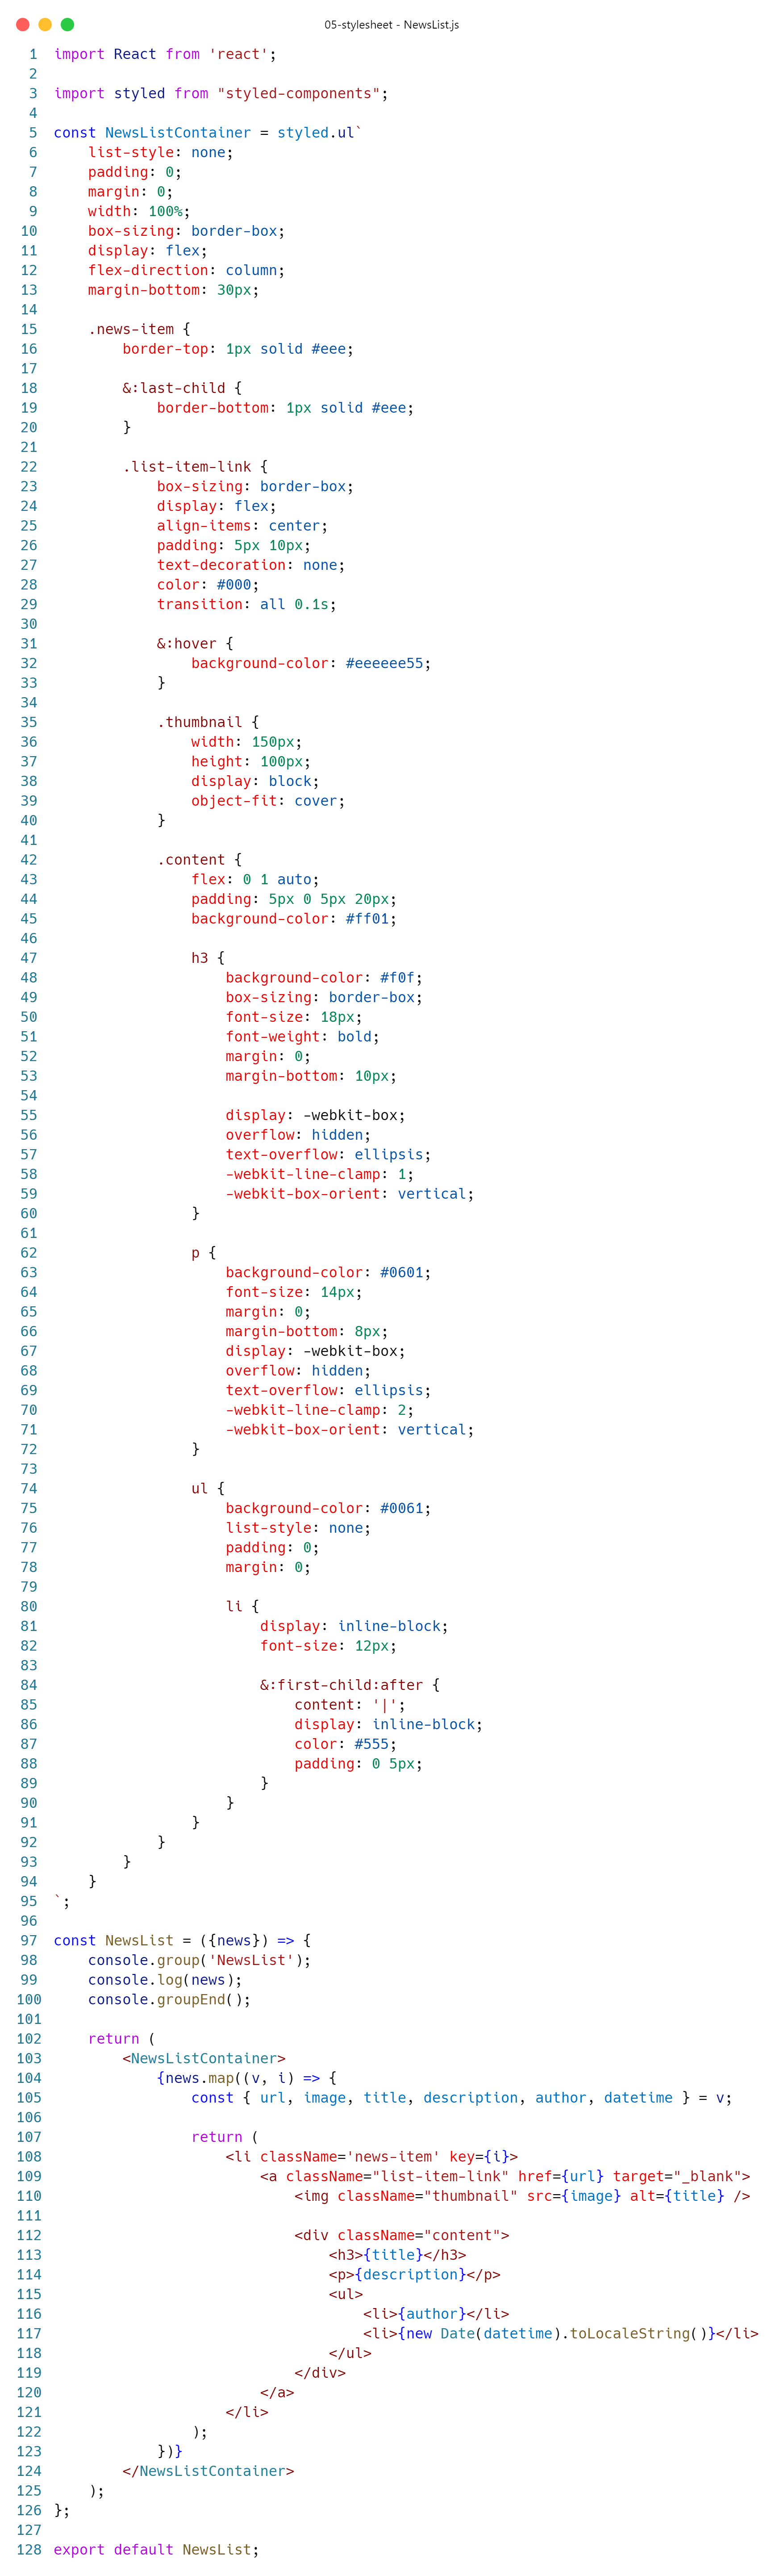 05-stylesheet - NewsList.js
1 import React from 'react';
2
3 import styled from "styled-components";
4
5 const NewsListContainer = styled.ul`
6     list-style: none;
7     padding: 0;
8     margin: 0;
9     width: 100%;
10     box-sizing: border-box;
11     display: flex;
12     flex-direction: column;
13     margin-bottom: 30px;
14
15     .news-item {
16         border-top: 1px solid #eee;
17
18         &:last-child {
19             border-bottom: 1px solid #eee;
20         }
21
22         .list-item-link {
23             box-sizing: border-box;
24             display: flex;
25             align-items: center;
26             padding: 5px 10px;
27             text-decoration: none;
28             color: #000;
29             transition: all 0.1s;
30
31             &:hover {
32                 background-color: #eeeeee55;
33             }
34
35             .thumbnail {
36                 width: 150px;
37                 height: 100px;
38                 display: block;
39                 object-fit: cover;
40             }
41
42             .content {
43                 flex: 0 1 auto;
44                 padding: 5px 0 5px 20px;
45                 background-color: #ff01;
46
47                 h3 {
48                     background-color: #f0f;
49                     box-sizing: border-box;
50                     font-size: 18px;
51                     font-weight: bold;
52                     margin: 0;
53                     margin-bottom: 10px;
54
55                     display: -webkit-box;
56                     overflow: hidden;
57                     text-overflow: ellipsis;
58                     -webkit-line-clamp: 1;
59                     -webkit-box-orient: vertical;
60                 }
61
62                 p {
63                     background-color: #0601;
64                     font-size: 14px;
65                     margin: 0;
66                     margin-bottom: 8px;
67                     display: -webkit-box;
68                     overflow: hidden;
69                     text-overflow: ellipsis;
70                     -webkit-line-clamp: 2;
71                     -webkit-box-orient: vertical;
72                 }
73
74                 ul {
75                     background-color: #0061;
76                     list-style: none;
77                     padding: 0;
78                     margin: 0;
79
80                     li {
81                         display: inline-block;
82                         font-size: 12px;
83
84                         &:first-child:after {
85                             content: '|';
86                             display: inline-block;
87                             color: #555;
88                             padding: 0 5px;
89                         }
90                     }
91                 }
92             }
93         }
94     }
95 `;
96
97 const NewsList = ({news}) => {
98     console.group('NewsList');
99     console.log(news);
100     console.groupEnd();
101
102     return (
103         <NewsListContainer>
104             {news.map((v, i) => {
105                 const { url, image, title, description, author, datetime } = v;
106
107                 return (
108                     <li className='news-item' key={i}>
109                         <a className="list-item-link" href={url} target="_blank">
110                             <img className="thumbnail" src={image} alt={title} />
111
112                             <div className="content">
113                                 <h3>{title}</h3>
114                                 <p>{description}</p>
115                                 <ul>
116                                     <li>{author}</li>
117                                     <li>{new Date(datetime).toLocaleString()}</li>
118                                 </ul>
119                             </div>
120                         </a>
121                     </li>
122                 );
123             })}
124         </NewsListContainer>
125     );
126 };
127
128 export default NewsList;